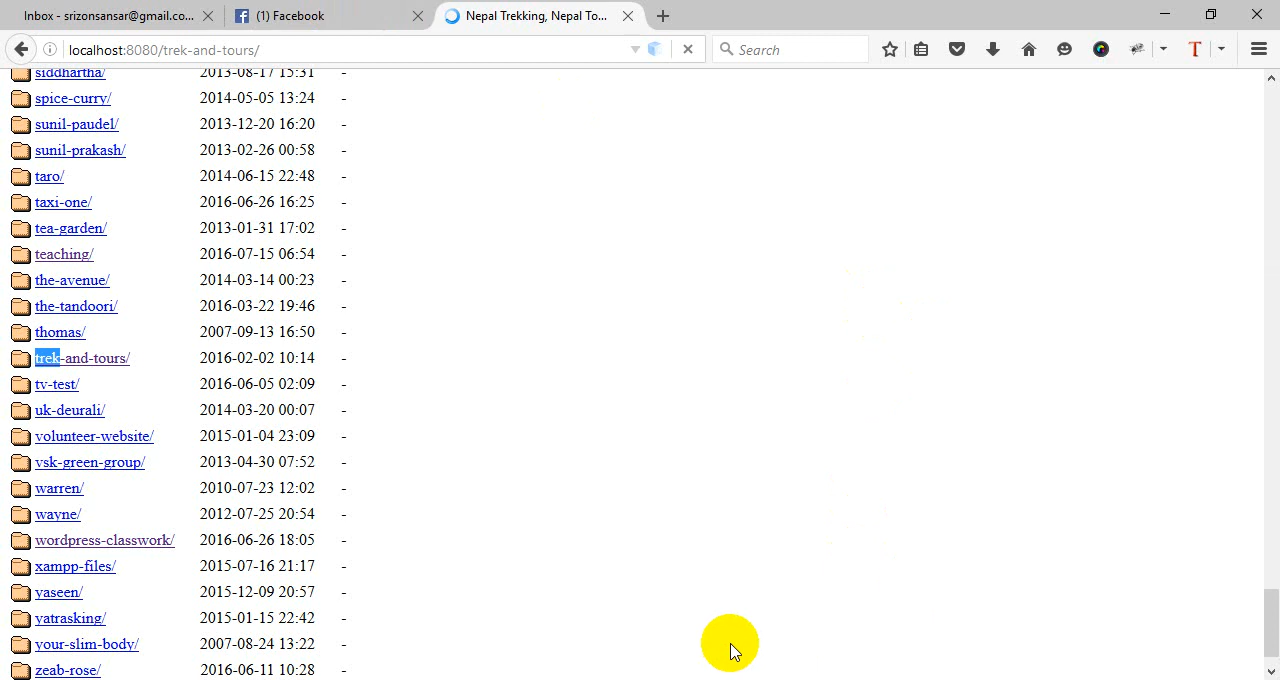 Inbox - srizonsansar@gmail.co...
(1) Facebook
Nepal Trekking, Nepal To...
localhost:8080/trek-and-tours/
Search
siddhartha/ 2013-08-17 15:31 -
spice-curry/ 2014-05-05 13:24 -
sunil-paudel/ 2013-12-20 16:20 -
sunil-prakash/ 2013-02-26 00:58 -
taro/ 2014-06-15 22:48 -
taxi-one/ 2016-06-26 16:25 -
tea-garden/ 2013-01-31 17:02 -
teaching/ 2016-07-15 06:54 -
the-avenue/ 2014-03-14 00:23 -
the-tandoori/ 2016-03-22 19:46 -
thomas/ 2007-09-13 16:50 -
trek-and-tours/ 2016-02-02 10:14 -
tv-test/ 2016-06-05 02:09 -
uk-deurali/ 2014-03-20 00:07 -
volunteer-website/ 2015-01-04 23:09 -
vsk-green-group/ 2013-04-30 07:52 -
warren/ 2010-07-23 12:02 -
wayne/ 2012-07-25 20:54 -
wordpress-classwork/ 2016-06-26 18:05 -
xampp-files/ 2015-07-16 21:17 -
yaseen/ 2015-12-09 20:57 -
yatrasking/ 2015-01-15 22:42 -
your-slim-body/ 2007-08-24 13:22 -
zeab-rose/ 2016-06-11 10:28 -